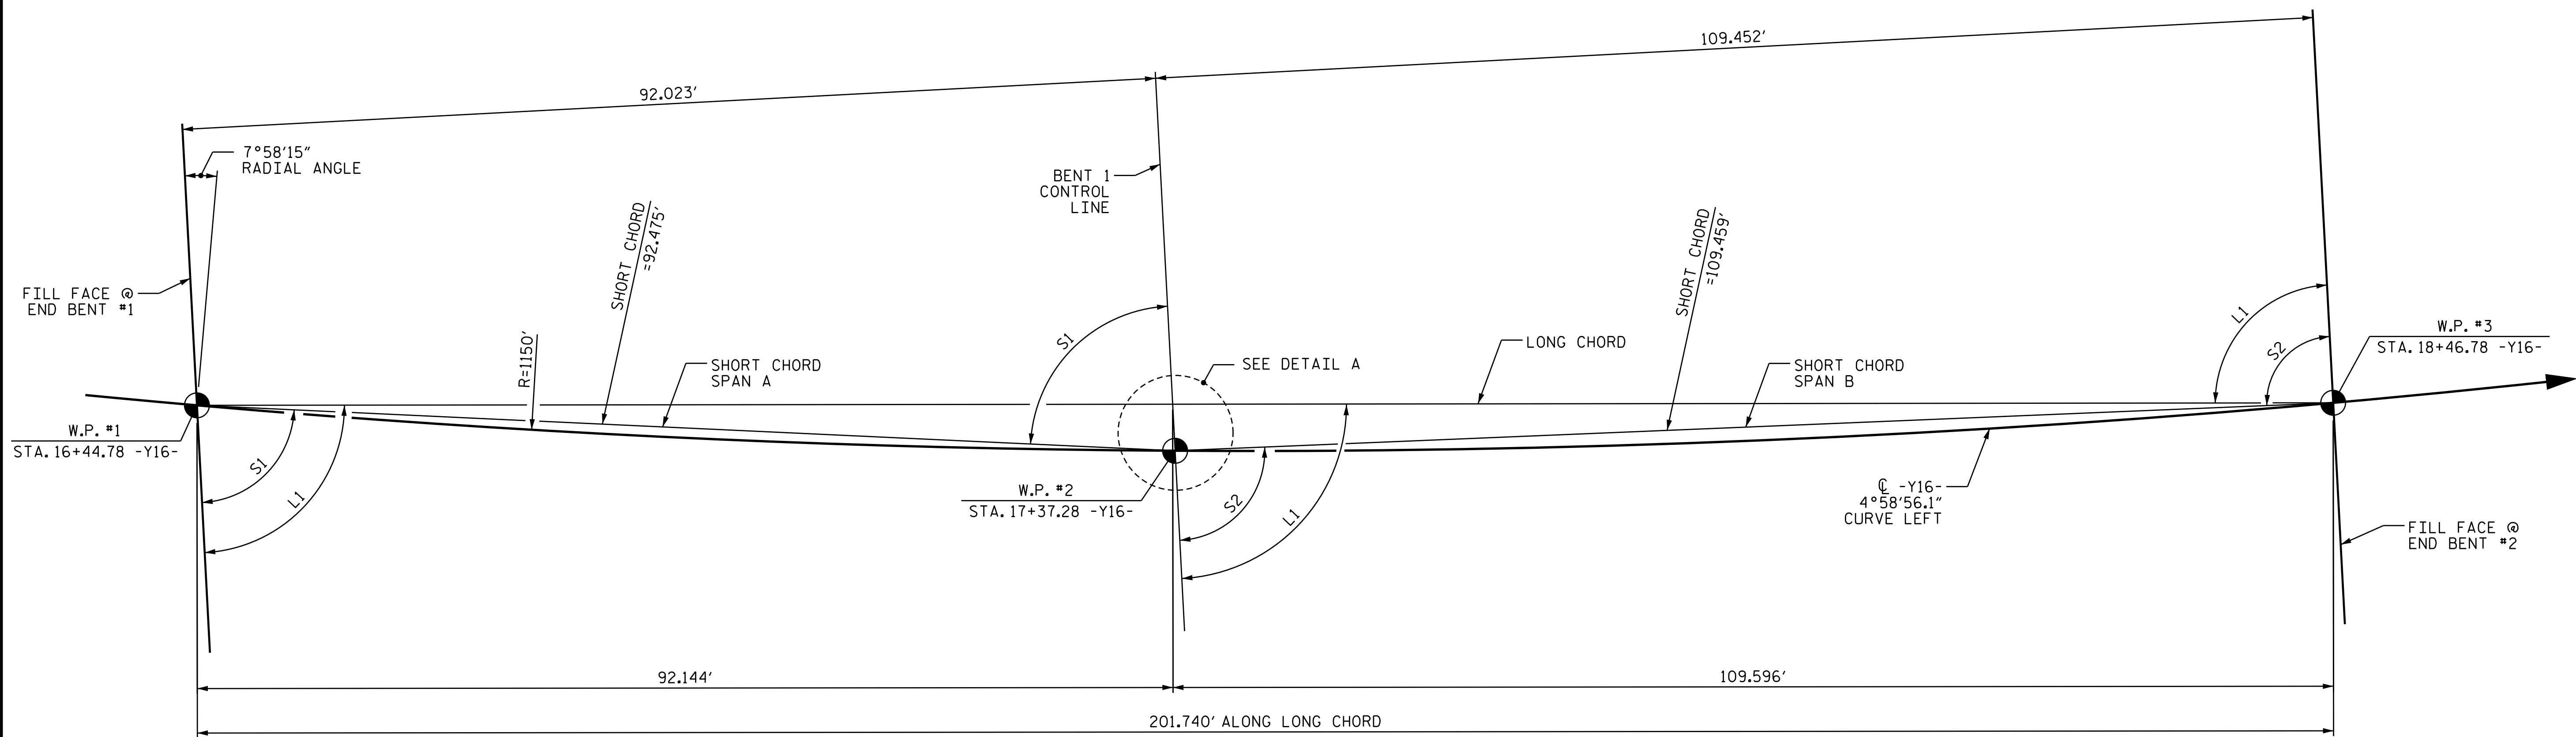 109.452'
92.023'
7°58'15"
RADIAL ANGLE
BENT 1
CONTROL
LINE
SHORT CHORD
=92.475'
SHORT CHORD
=109.459'
FILL FACE @
END BENT #1
L1
S1
S2
W.P. #3
STA. 18+46.78 -Y16-
R=1150'
SHORT CHORD
SPAN A
SEE DETAIL A
LONG CHORD
SHORT CHORD
SPAN B
W.P. #1
STA. 16+44.78 -Y16-
S1
L1
W.P. #2
STA. 17+37.28 -Y16-
S2
L1
℄ -Y16-
4°58'56.1"
CURVE LEFT
FILL FACE @
END BENT #2
92.144'
109.596'
201.740' ALONG LONG CHORD